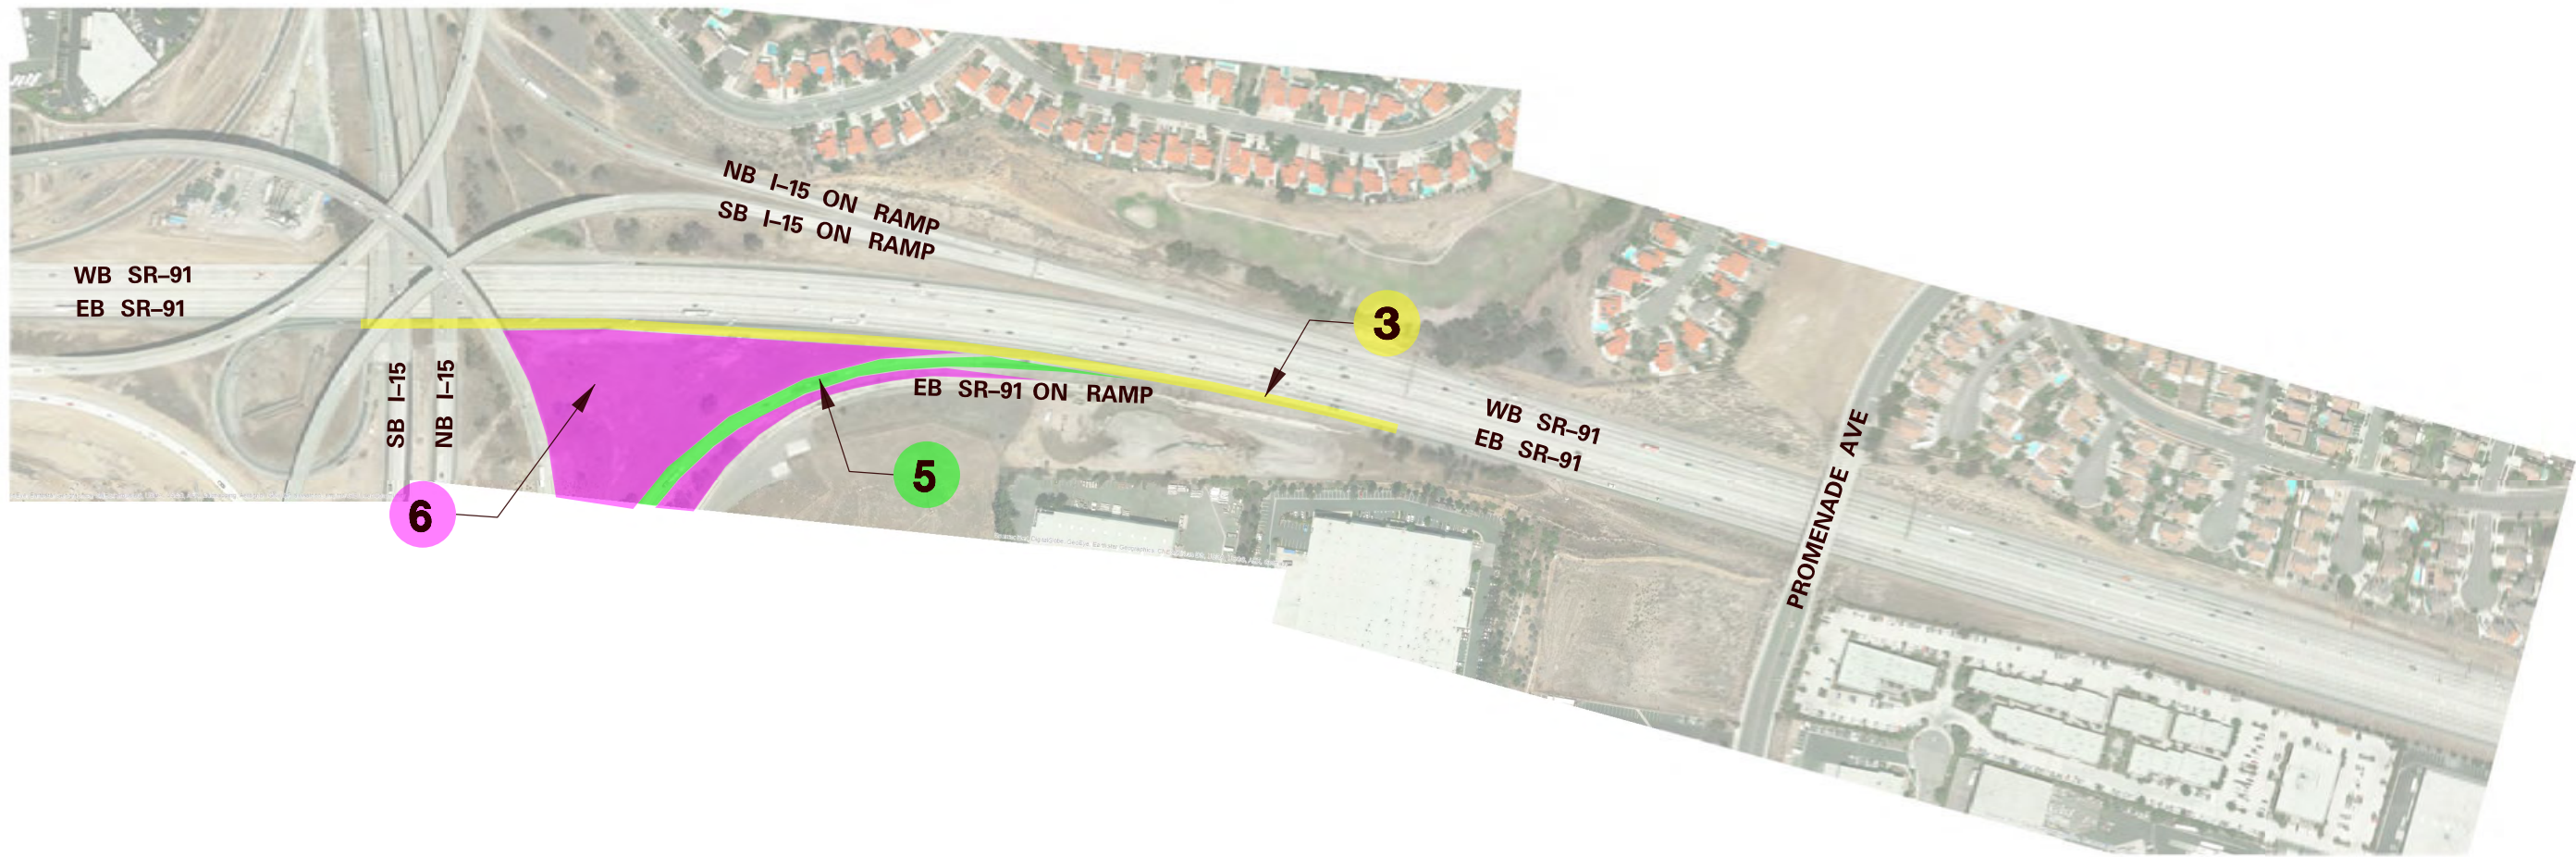 NB I-15 ON RAMP
SB I-15 ON RAMP
WB SR-91
EB SR-91
3
SB I-15
NB I-15
EB SR-91 ON RAMP
WB SR-91
EB SR-91
PROMENADE AVE
5
6